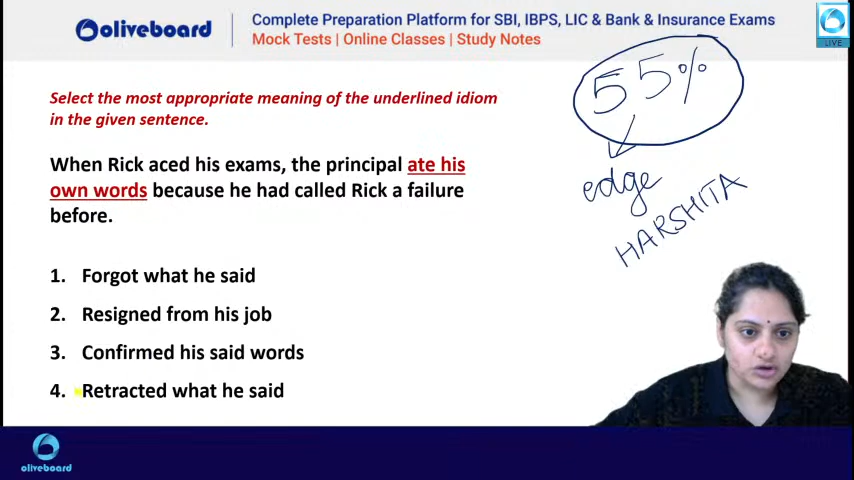 oliveboard
Complete Preparation Platform for SBI, IBPS, LIC & Bank & Insurance Exams
Mock Tests | Online Classes | Study Notes
LIVE
Select the most appropriate meaning of the underlined idiom
in the given sentence.
When Rick aced his exams, the principal ate his
own words because he had called Rick a failure
before.
1. Forgot what he said
2. Resigned from his job
3. Confirmed his said words
4. Retracted what he said
55%
edge
HARSHITA
oliveboard